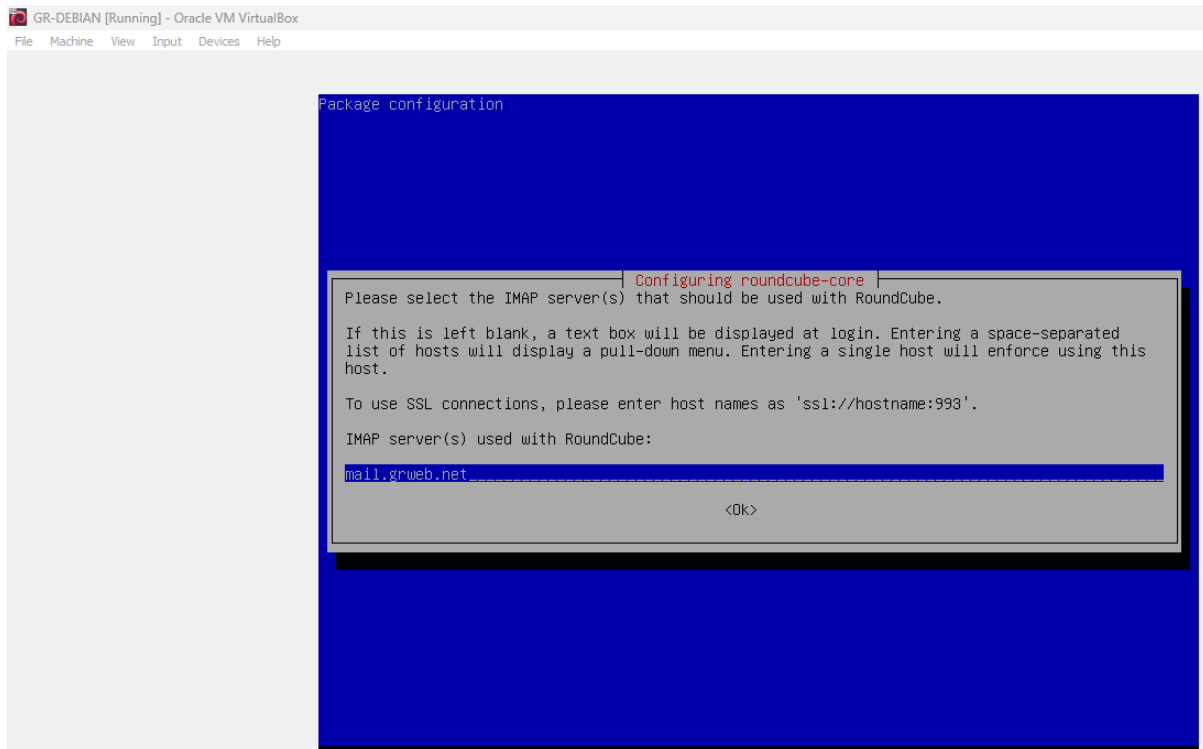 GR-DEBIAN [Running] - Oracle VM VirtualBox
File Machine View Input Devices Help
Package configuration
Configuring roundcube-core
Please select the IMAP server(s) that should be used with RoundCube.
If this is left blank, a text box will be displayed at login. Entering a space-separated
list of hosts will display a pull-down menu. Entering a single host will enforce using this
host.
To use SSL connections, please enter host names as 'ssl://hostname:993'.
IMAP server(s) used with RoundCube:
mail.grweb.net
<Ok>